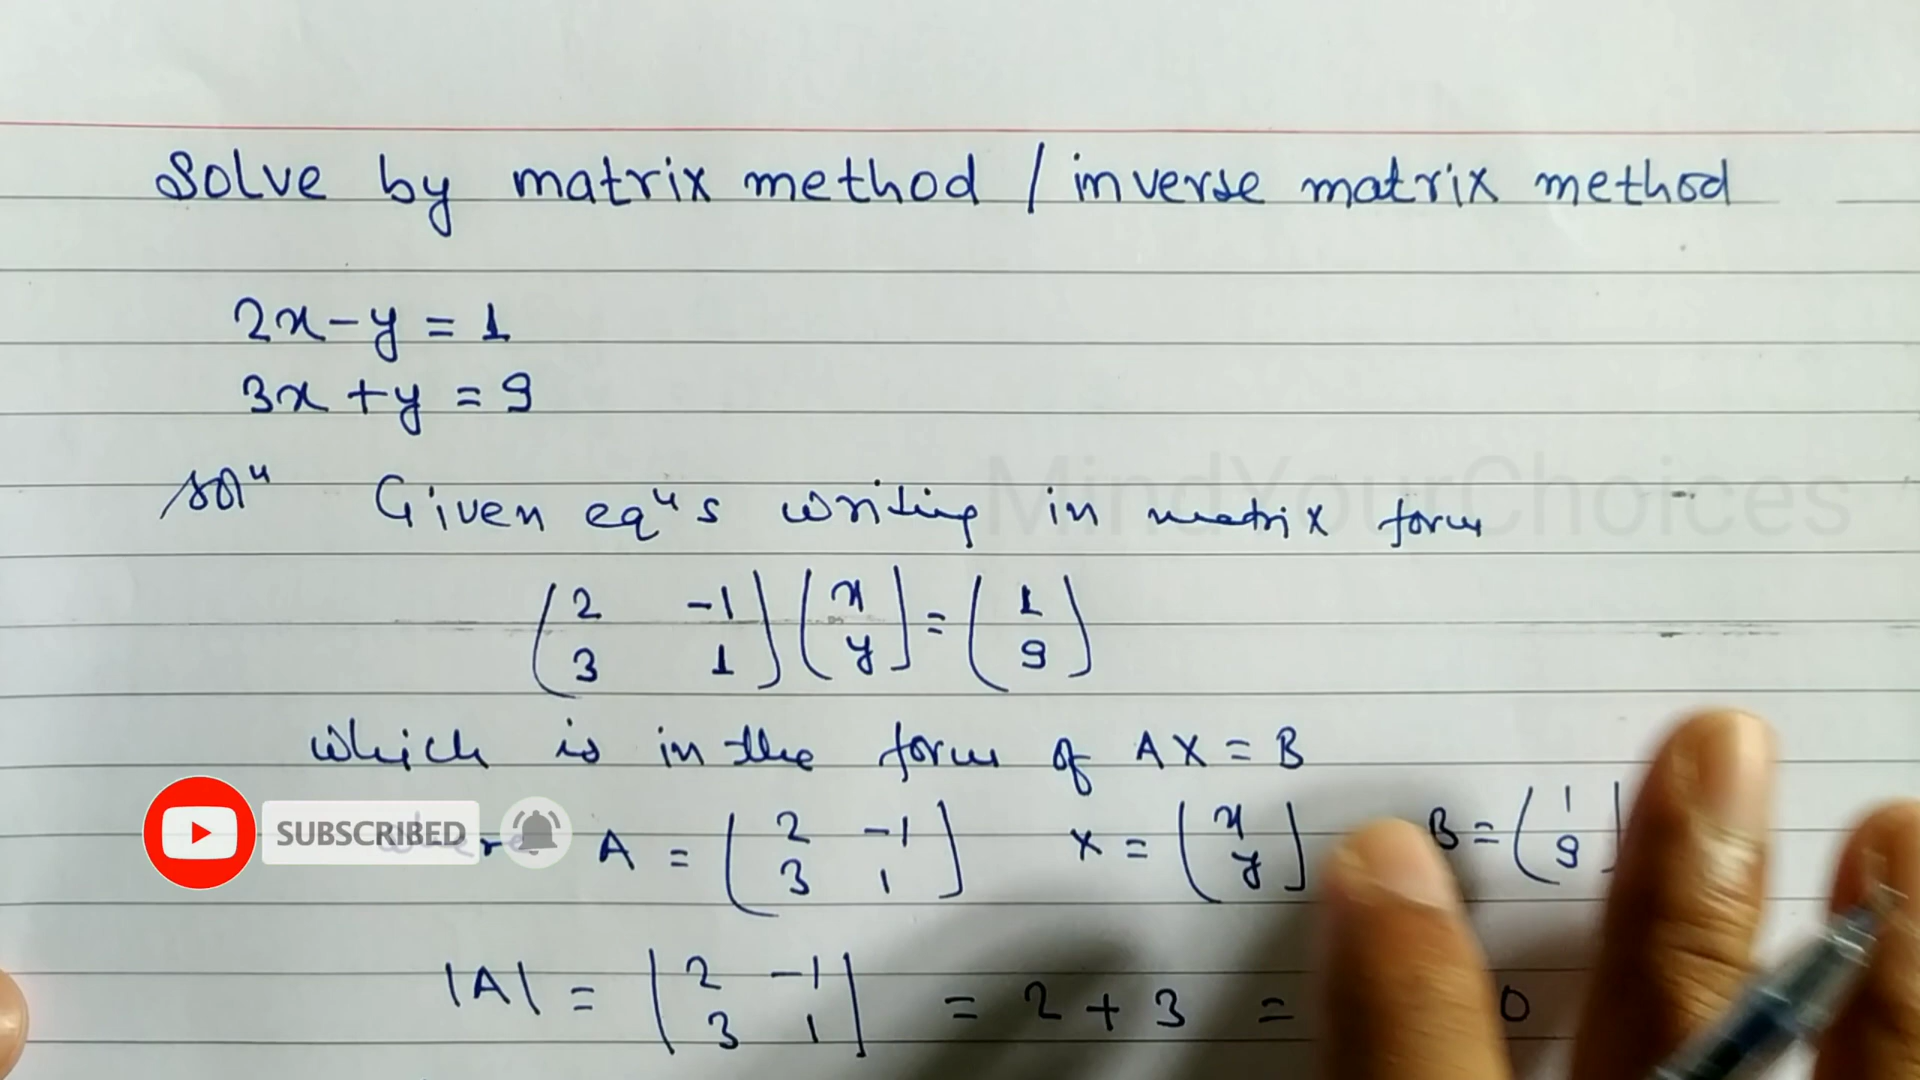 Solve by matrix method / inverse matrix method
2x - y = 1
3x + y = 9
Solⁿ Given eqⁿs writing in matrix form
MindYourChoices
(2 -1) (x) = (1)
(3 1) (y) (9)
which is in the form of AX = B
SUBSCRIBED
A = (2 -1) X = (x) B = (1)
(3 1) (y) (9)
|A| = |2 -1| = 2 + 3 = 0
|3 1|